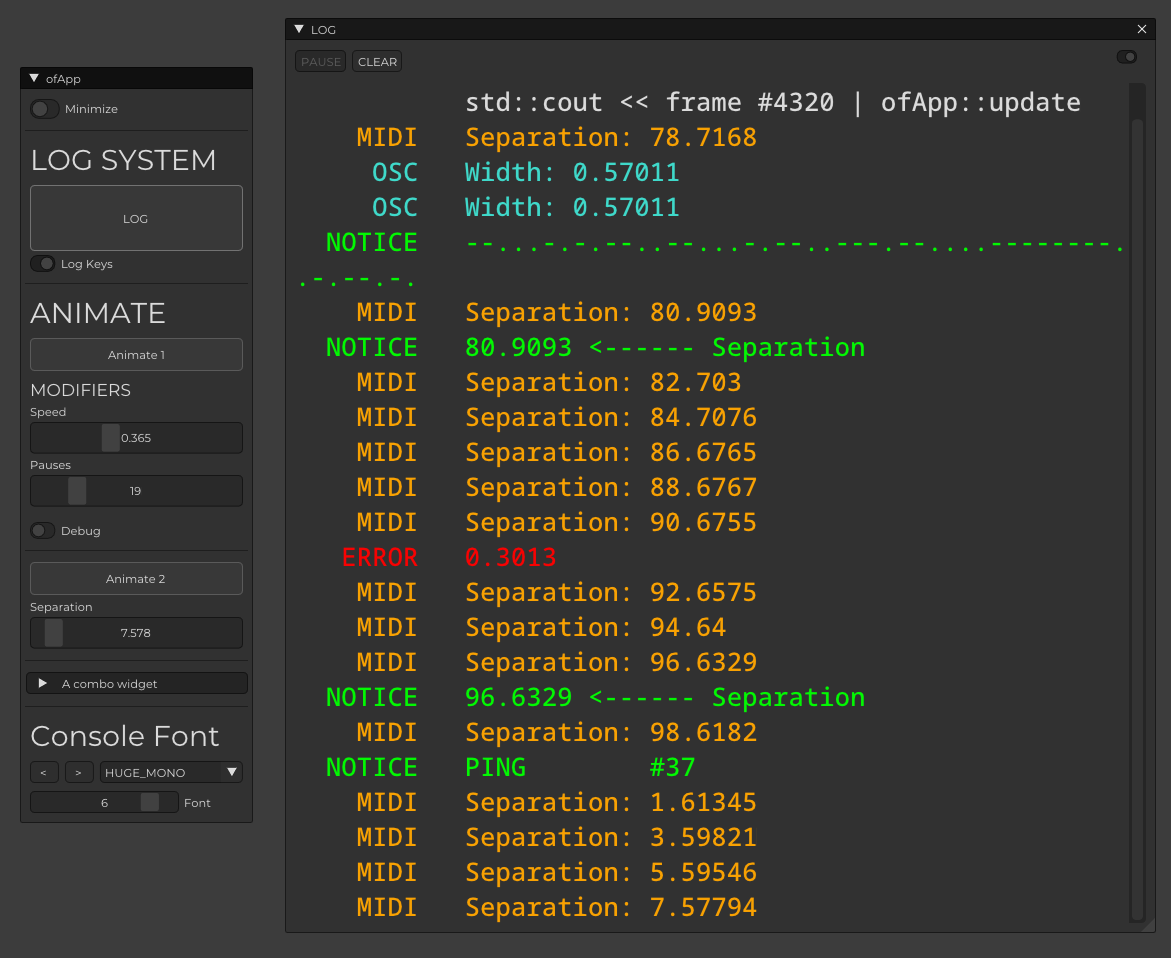 ofApp
Minimize
LOG SYSTEM
LOG
Log Keys
ANIMATE
Animate 1
MODIFIERS
Speed
0.365
Pauses
19
Debug
Animate 2
Separation
7.578
A combo widget
Console Font
< > HUGE_MONO
6 Font
LOG
PAUSE CLEAR
std::cout << frame #4320 | ofApp::update
MIDI Separation: 78.7168
OSC Width: 0.57011
OSC Width: 0.57011
NOTICE --...-.-.--..--...-.--..---.--....--------.
.-.--.-.
MIDI Separation: 80.9093
NOTICE 80.9093 <------ Separation
MIDI Separation: 82.703
MIDI Separation: 84.7076
MIDI Separation: 86.6765
MIDI Separation: 88.6767
MIDI Separation: 90.6755
ERROR 0.3013
MIDI Separation: 92.6575
MIDI Separation: 94.64
MIDI Separation: 96.6329
NOTICE 96.6329 <------ Separation
MIDI Separation: 98.6182
NOTICE PING #37
MIDI Separation: 1.61345
MIDI Separation: 3.59821
MIDI Separation: 5.59546
MIDI Separation: 7.57794